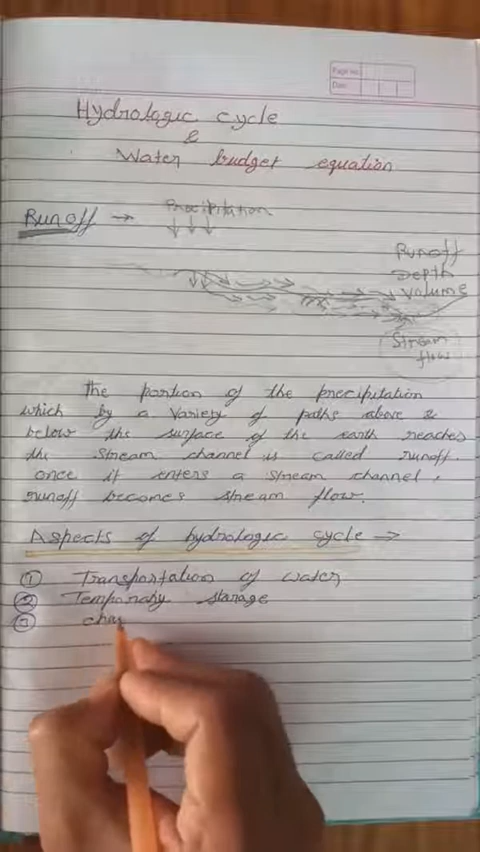 Page No.
Date
Hydrologic cycle
&
Water budget equation
Runoff → Precipitation
Runoff
Depth
volume
Stream
flow
The portion of the precipitation
which by a variety of paths above &
below the surface of the earth reaches
the stream channel is called runoff.
once it enters a stream channel,
runoff becomes stream flow.
Aspects of hydrologic cycle →
① Transportation of water
② Temporary storage
③ cha